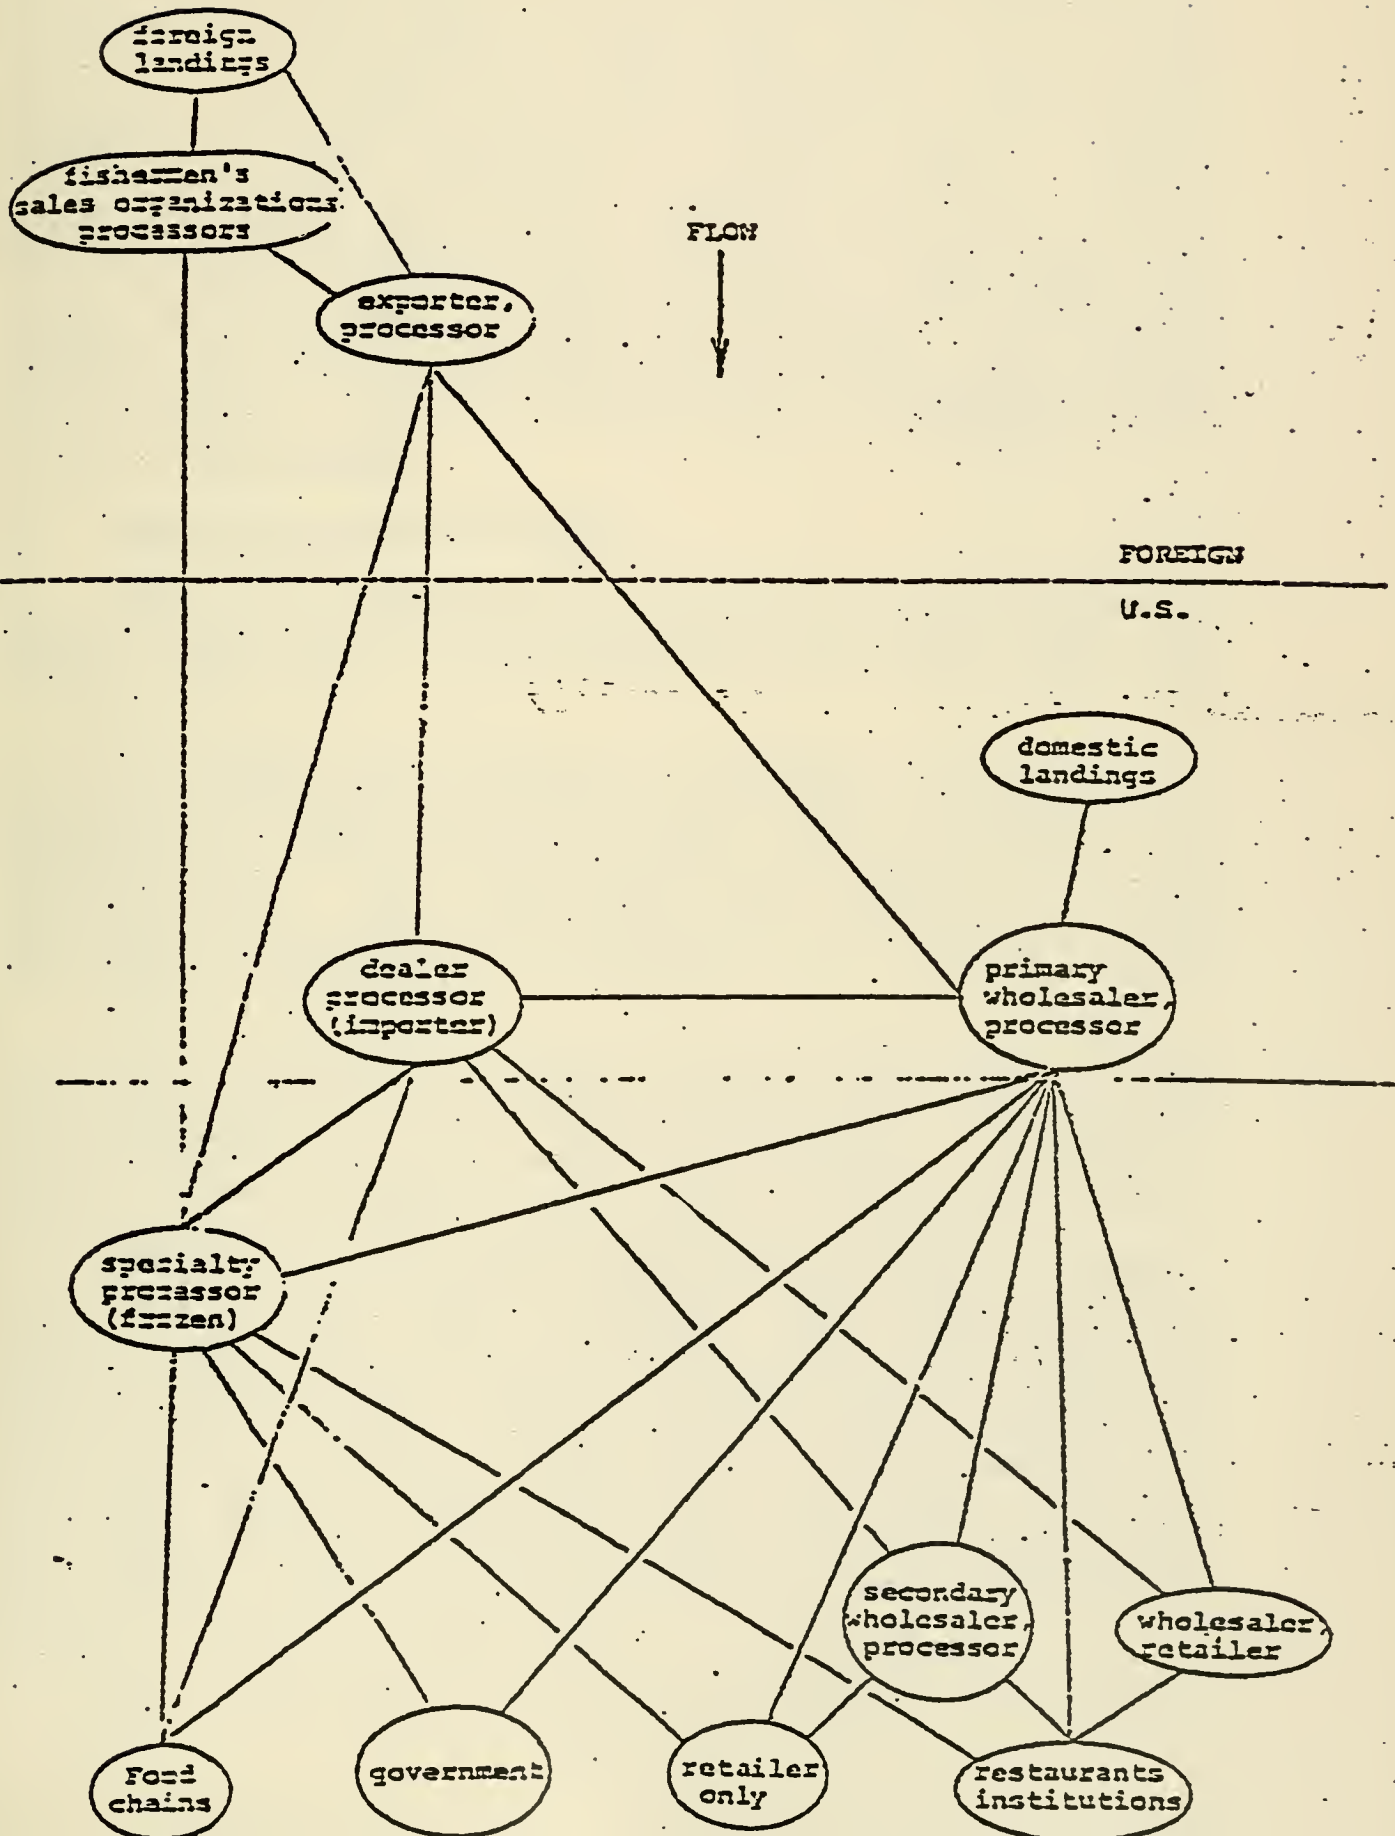 foreign
landings
fishermen's
sales organizations
processors
FLOW
exporter,
processor
FOREIGN
U.S.
domestic
landings
dealer
processor
(importer)
primary
wholesaler,
processor
specialty
processor
(frozen)
secondary
wholesaler,
processor
wholesaler,
retailer
Food
chains
government
retailer
only
restaurants
institutions